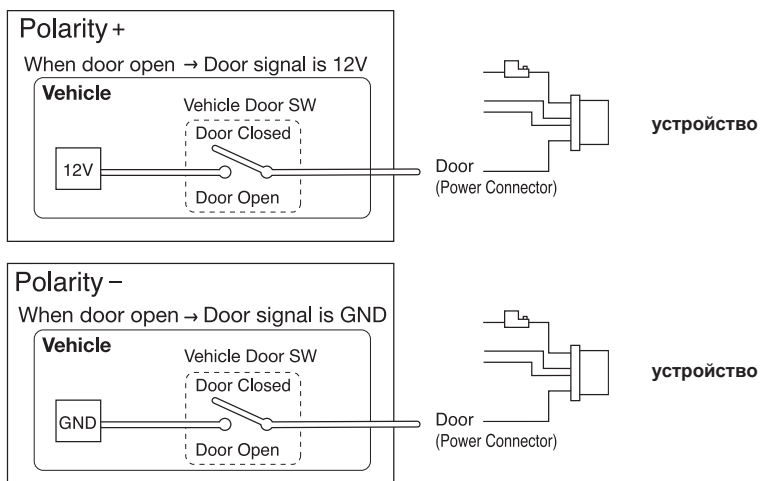 Polarity +
When door open → Door signal is 12V
Vehicle
Vehicle Door SW
Door Closed
12V
Door Open
Door
(Power Connector)
устройство
Polarity −
When door open → Door signal is GND
Vehicle
Vehicle Door SW
Door Closed
GND
Door Open
Door
(Power Connector)
устройство